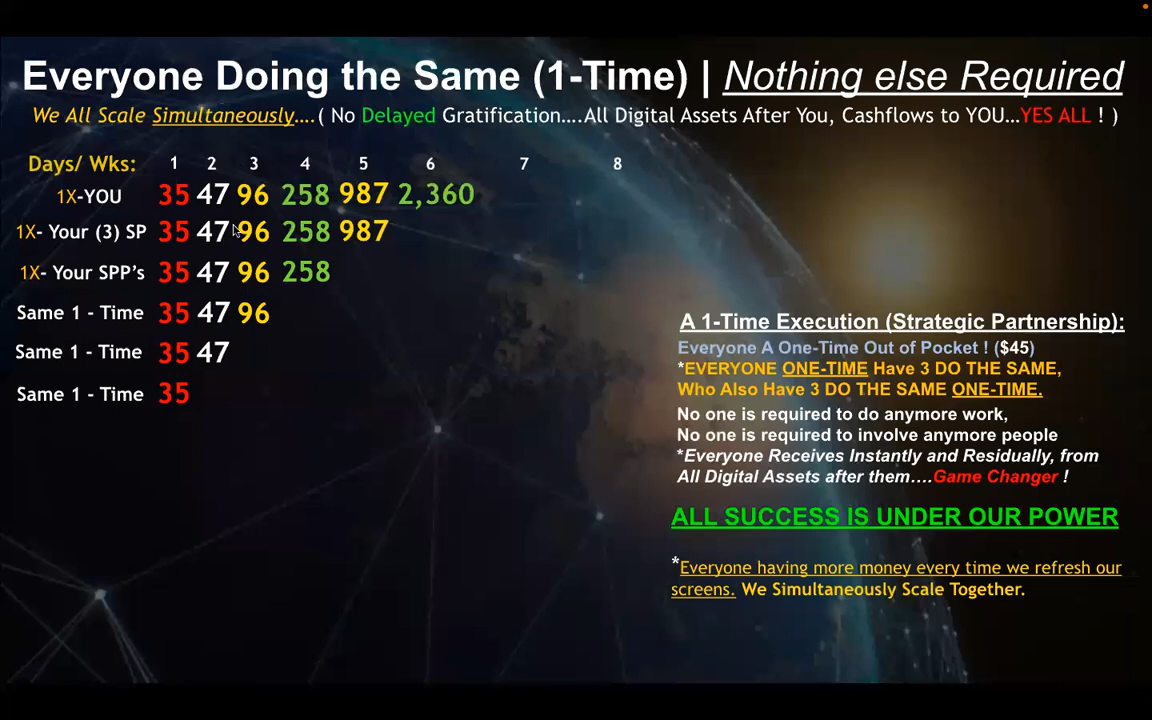 Everyone Doing the Same (1-Time) | Nothing else Required
We All Scale Simultaneously....( No Delayed Gratification....All Digital Assets After You, Cashflows to YOU...YES ALL ! )
Days/ Wks: 1 2 3 4 5 6 7 8
1X-YOU 35 47 96 258 987 2,360
1X- Your (3) SP 35 47 96 258 987
1X- Your SPP's 35 47 96 258
Same 1 - Time 35 47 96
Same 1 - Time 35 47
Same 1 - Time 35
A 1-Time Execution (Strategic Partnership):
Everyone A One-Time Out of Pocket ! ($45)
*EVERYONE ONE-TIME Have 3 DO THE SAME,
Who Also Have 3 DO THE SAME ONE-TIME.
No one is required to do anymore work,
No one is required to involve anymore people
*Everyone Receives Instantly and Residually, from
All Digital Assets after them....Game Changer !
ALL SUCCESS IS UNDER OUR POWER
*Everyone having more money every time we refresh our
screens. We Simultaneously Scale Together.